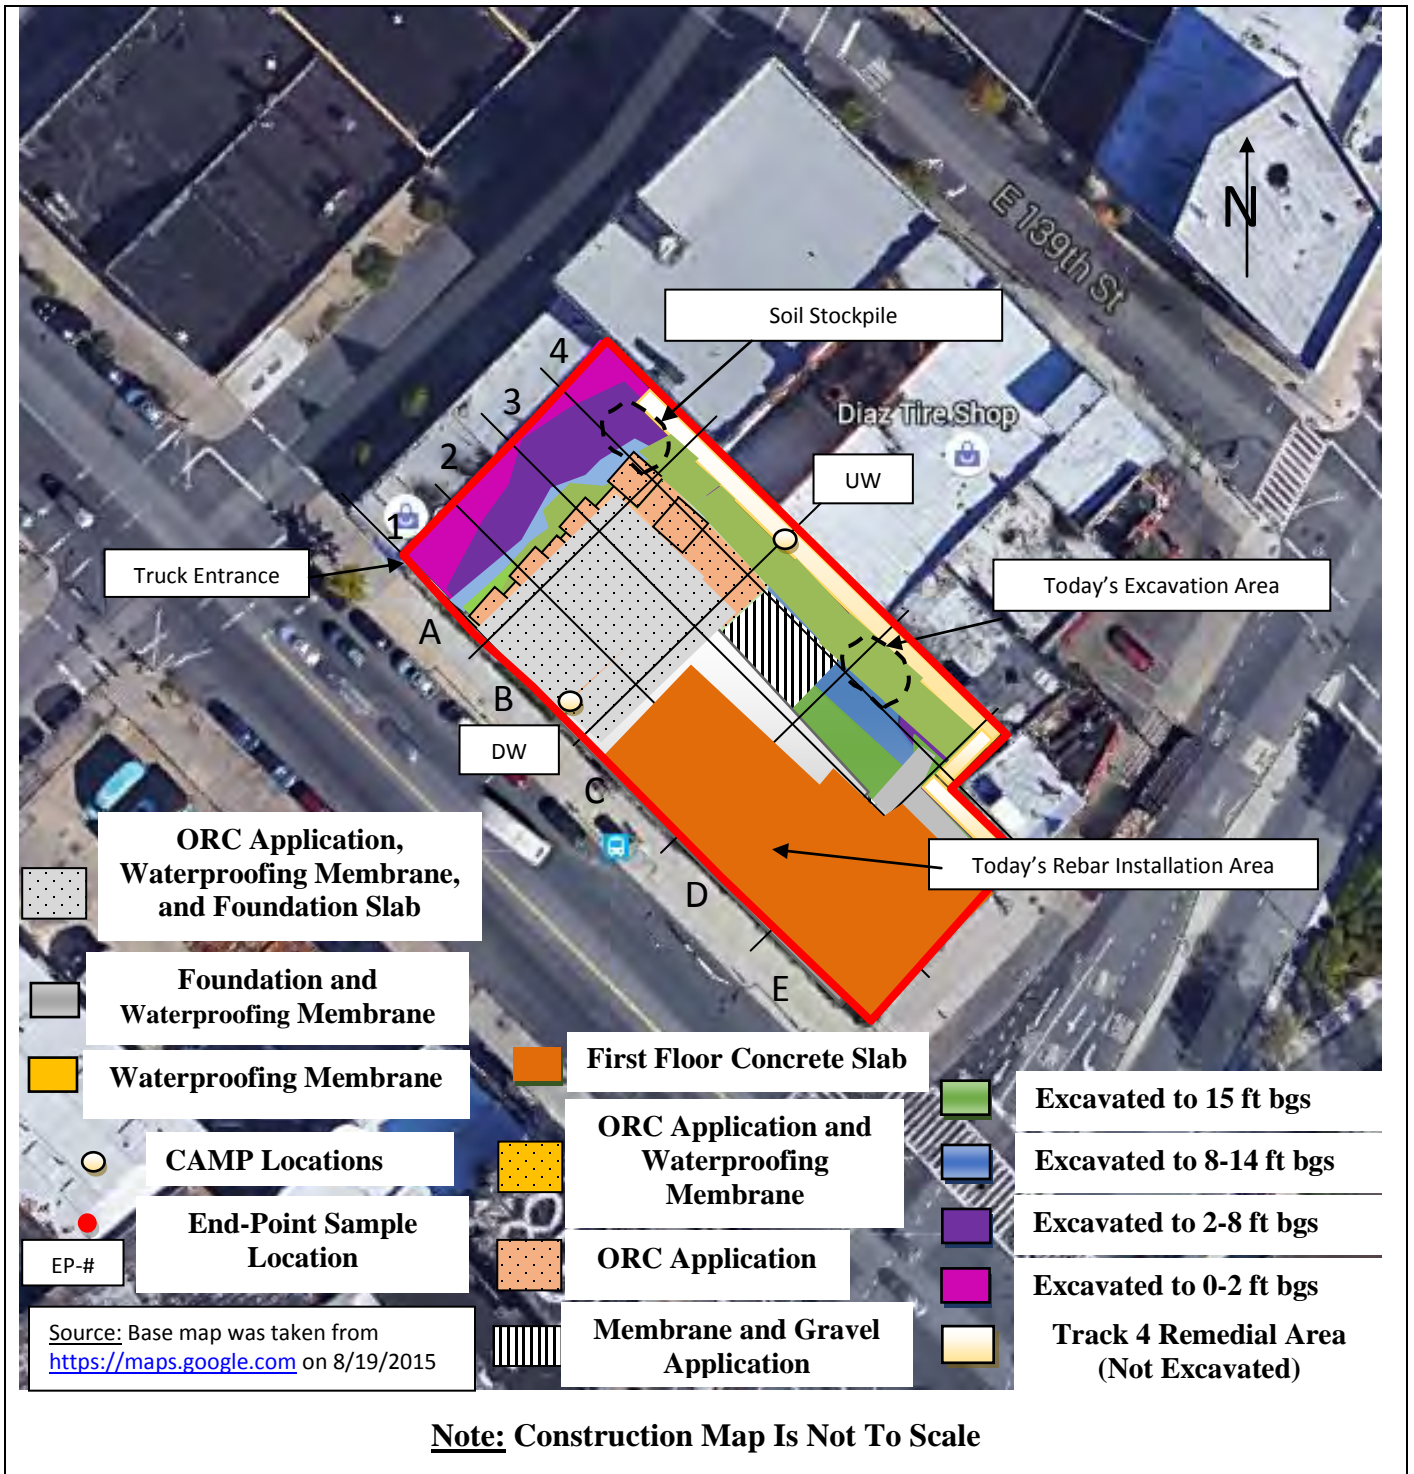 E 139th St
N
Soil Stockpile
4
3
Diaz Tire Shop
2
UW
1
Truck Entrance
Today's Excavation Area
A
B
DW
C
Today's Rebar Installation Area
D
E
ORC Application,
Waterproofing Membrane,
and Foundation Slab
Foundation and
Waterproofing Membrane
Waterproofing Membrane
CAMP Locations
EP-#
End-Point Sample
Location
First Floor Concrete Slab
ORC Application and
Waterproofing
Membrane
ORC Application
Membrane and Gravel
Application
Excavated to 15 ft bgs
Excavated to 8-14 ft bgs
Excavated to 2-8 ft bgs
Excavated to 0-2 ft bgs
Track 4 Remedial Area
(Not Excavated)
Source: Base map was taken from
https://maps.google.com on 8/19/2015
Note: Construction Map Is Not To Scale